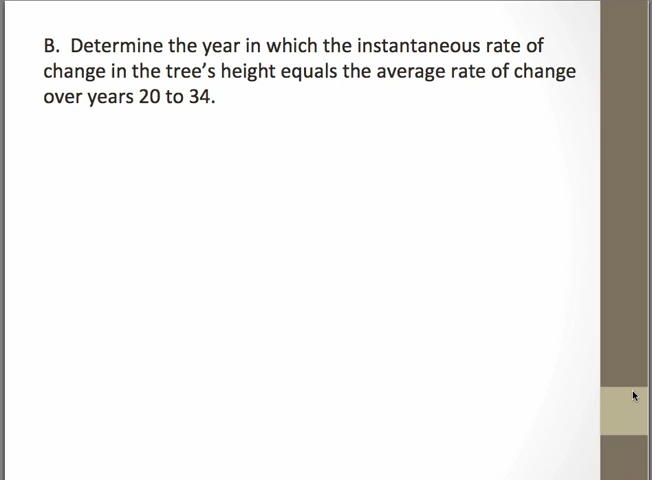 B.  Determine the year in which the instantaneous rate of
change in the tree’s height equals the average rate of change
over years 20 to 34.